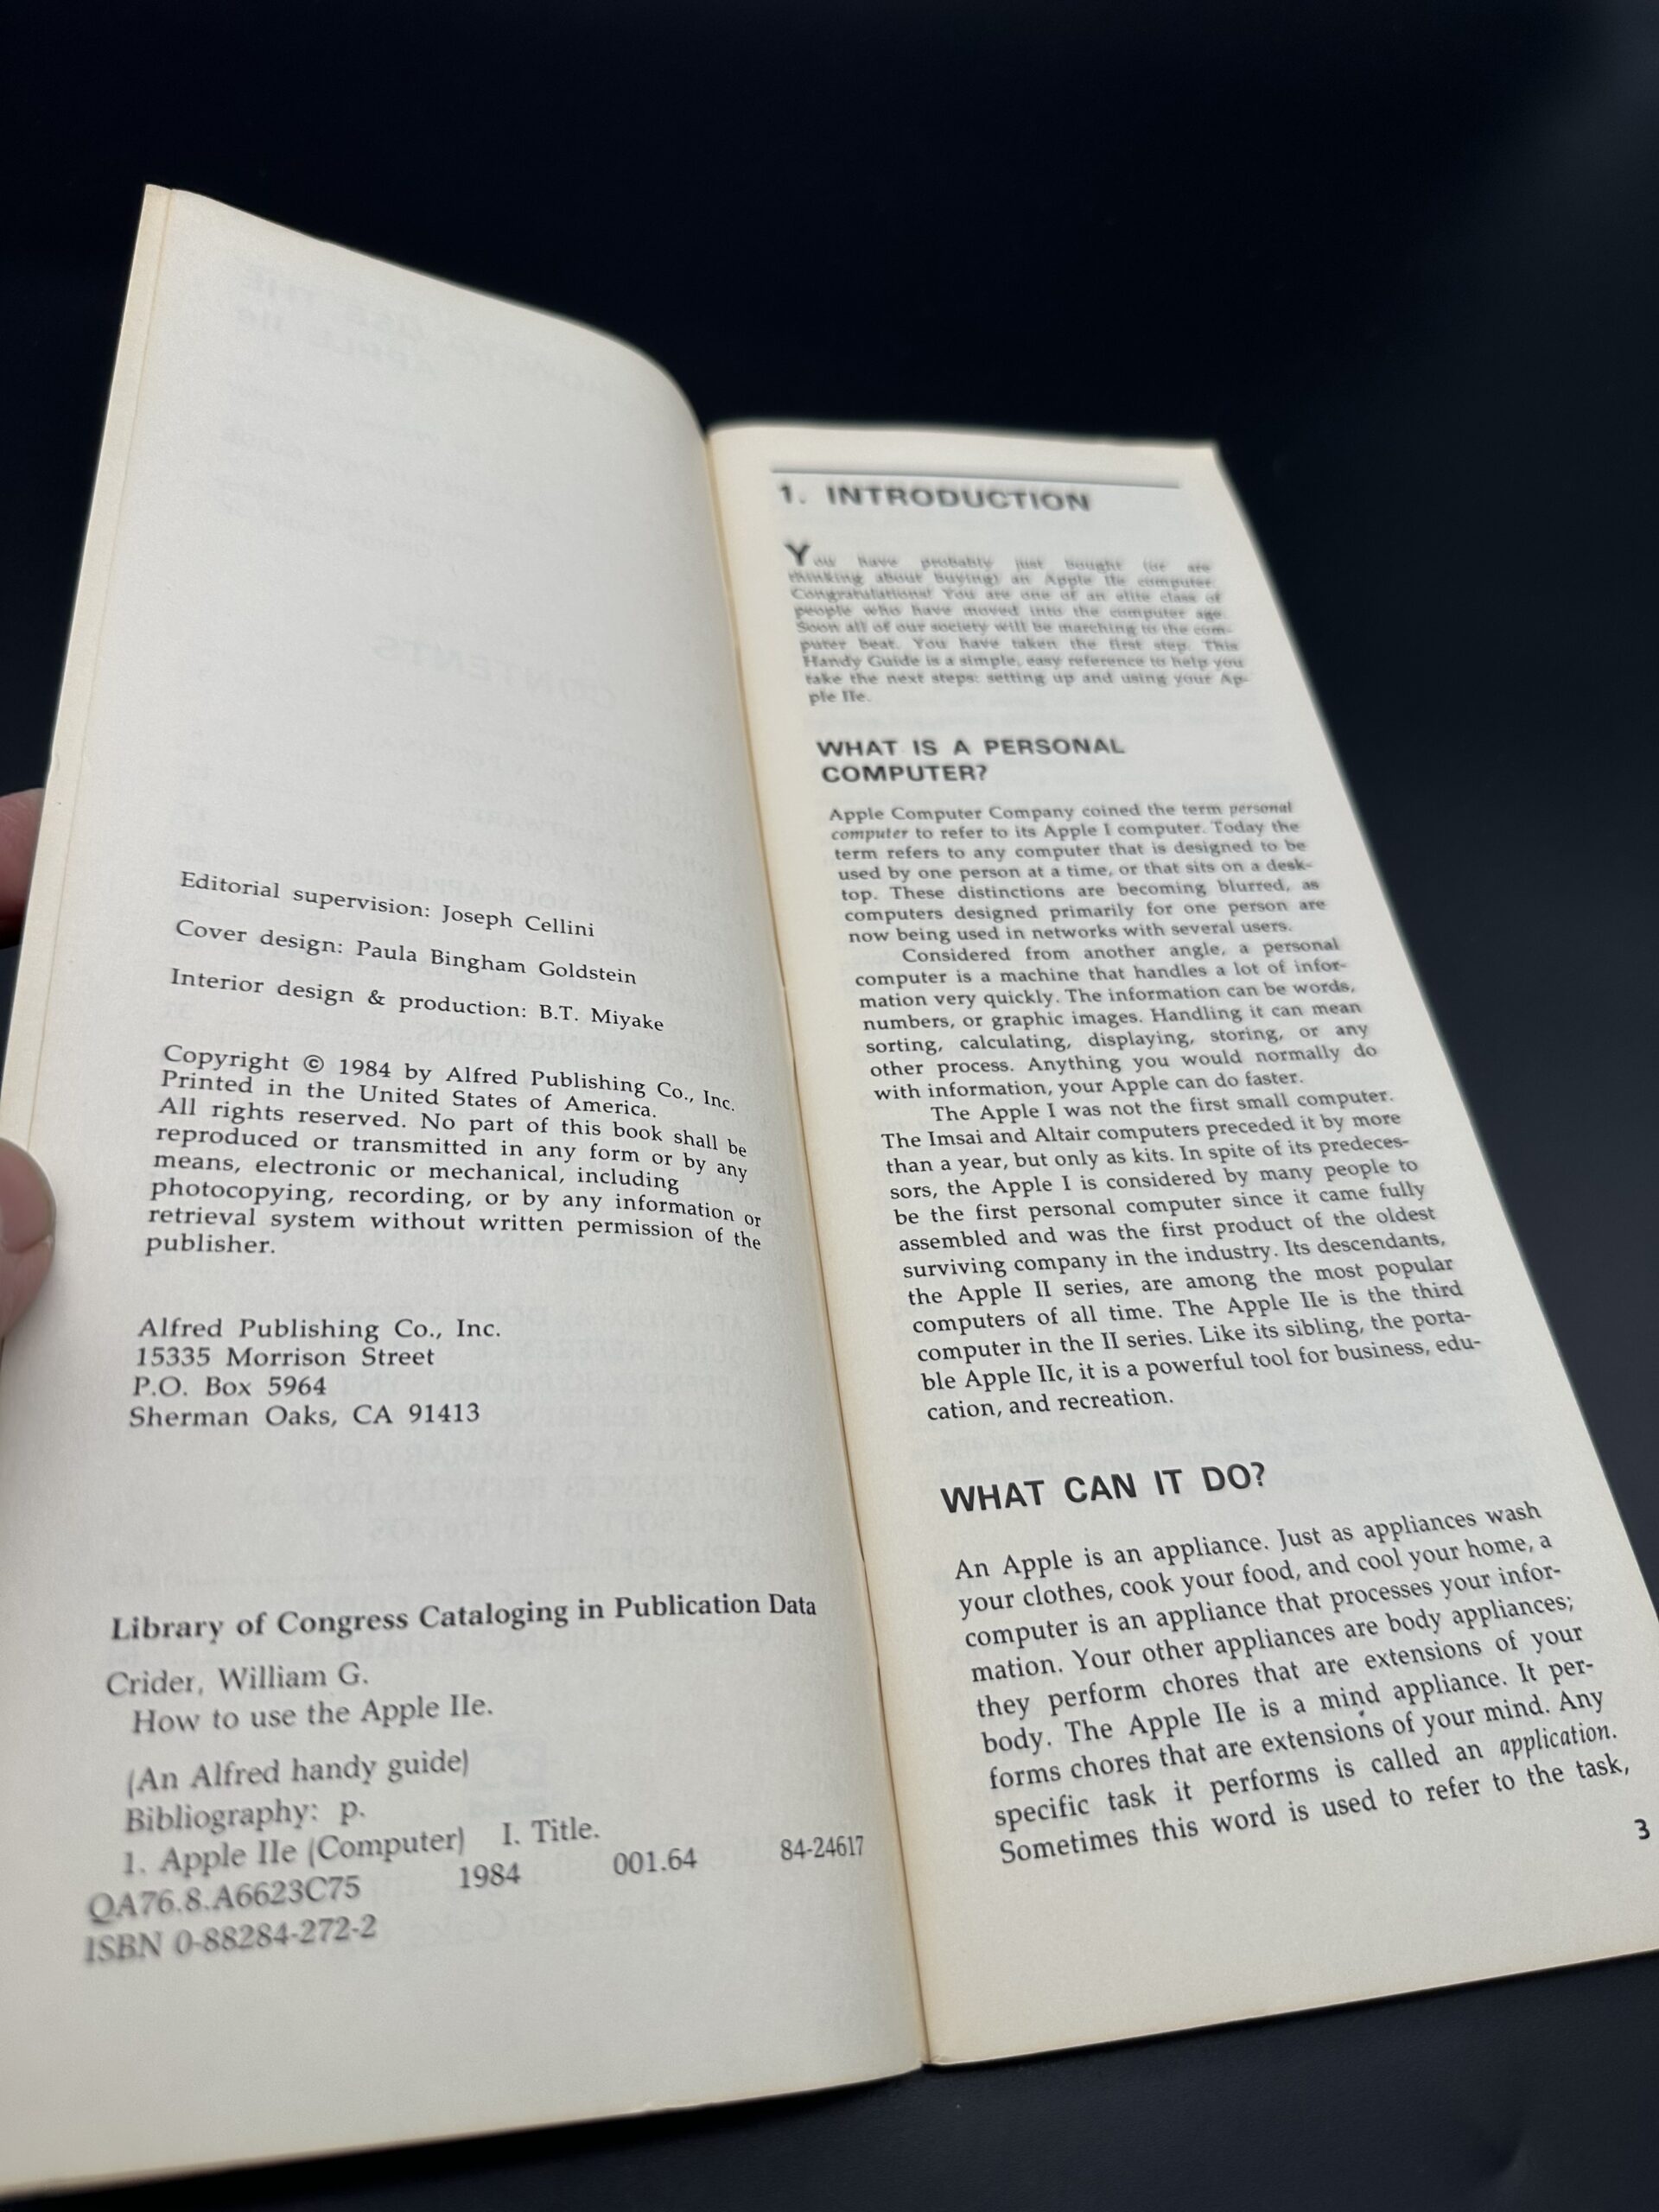 Editorial supervision: Joseph Cellini
Cover design: Paula Bingham Goldstein
Interior design & production: B.T. Miyake
Copyright © 1984 by Alfred Publishing Co., Inc.
Printed in the United States of America.
All rights reserved. No part of this book shall be
reproduced or transmitted in any form or by any
means, electronic or mechanical, including
photocopying, recording, or by any information or
retrieval system without written permission of the
publisher.
Alfred Publishing Co., Inc.
15335 Morrison Street
P.O. Box 5964
Sherman Oaks, CA 91413
Library of Congress Cataloging in Publication Data
Crider, William G.
How to use the Apple IIe.
(An Alfred handy guide)
Bibliography: p.
1. Apple IIe (Computer) I. Title.
QA76.8.A6623C75 1984 001.64 84-24617
ISBN 0-88284-272-2
1. INTRODUCTION
You have probably just bought (or are
thinking about buying) an Apple IIe computer.
Congratulations! You are one of an elite class of
people who have moved into the computer age.
Soon all of our society will be marching to the com-
puter beat. You have taken the first step. This
Handy Guide is a simple, easy reference to help you
take the next steps: setting up and using your Ap-
ple IIe.
WHAT IS A PERSONAL
COMPUTER?
Apple Computer Company coined the term personal
computer to refer to its Apple I computer. Today the
term refers to any computer that is designed to be
used by one person at a time, or that sits on a desk-
top. These distinctions are becoming blurred, as
computers designed primarily for one person are
now being used in networks with several users.
Considered from another angle, a personal
computer is a machine that handles a lot of infor-
mation very quickly. The information can be words,
numbers, or graphic images. Handling it can mean
sorting, calculating, displaying, storing, or any
other process. Anything you would normally do
with information, your Apple can do faster.
The Apple I was not the first small computer.
The Imsai and Altair computers preceded it by more
than a year, but only as kits. In spite of its predeces-
sors, the Apple I is considered by many people to
be the first personal computer since it came fully
assembled and was the first product of the oldest
surviving company in the industry. Its descendants,
the Apple II series, are among the most popular
computers of all time. The Apple IIe is the third
computer in the II series. Like its sibling, the porta-
ble Apple IIc, it is a powerful tool for business, edu-
cation, and recreation.
WHAT CAN IT DO?
An Apple is an appliance. Just as appliances wash
your clothes, cook your food, and cool your home, a
computer is an appliance that processes your infor-
mation. Your other appliances are body appliances;
they perform chores that are extensions of your
body. The Apple IIe is a mind appliance. It per-
forms chores that are extensions of your mind. Any
specific task it performs is called an application.
Sometimes this word is used to refer to the task,
3